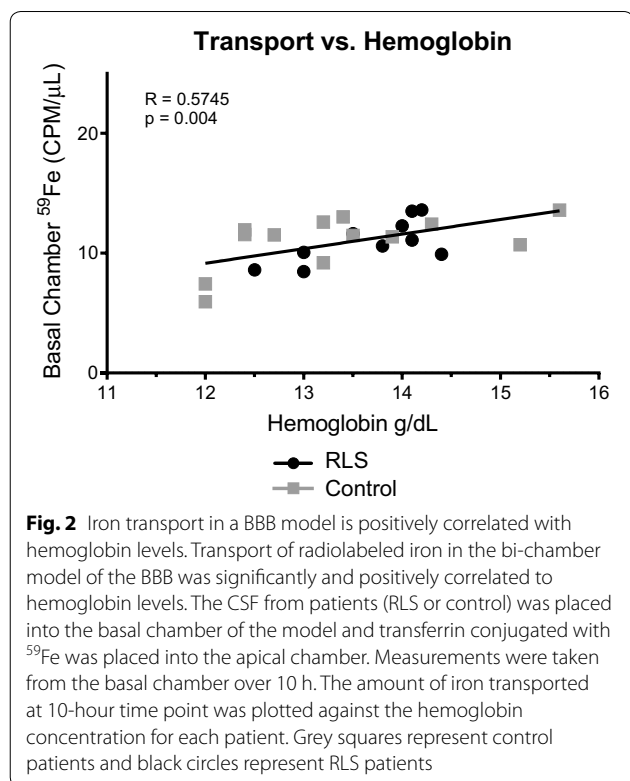 Transport vs. Hemoglobin
R = 0.5745
p = 0.004
Basal Chamber ⁵⁹Fe (CPM/μL)
20
10
0
11 12 13 14 15 16
Hemoglobin g/dL
RLS
Control
Fig. 2 Iron transport in a BBB model is positively correlated with
hemoglobin levels. Transport of radiolabeled iron in the bi-chamber
model of the BBB was significantly and positively correlated to
hemoglobin levels. The CSF from patients (RLS or control) was placed
into the basal chamber of the model and transferrin conjugated with
⁵⁹Fe was placed into the apical chamber. Measurements were taken
from the basal chamber over 10 h. The amount of iron transported
at 10-hour time point was plotted against the hemoglobin
concentration for each patient. Grey squares represent control
patients and black circles represent RLS patients